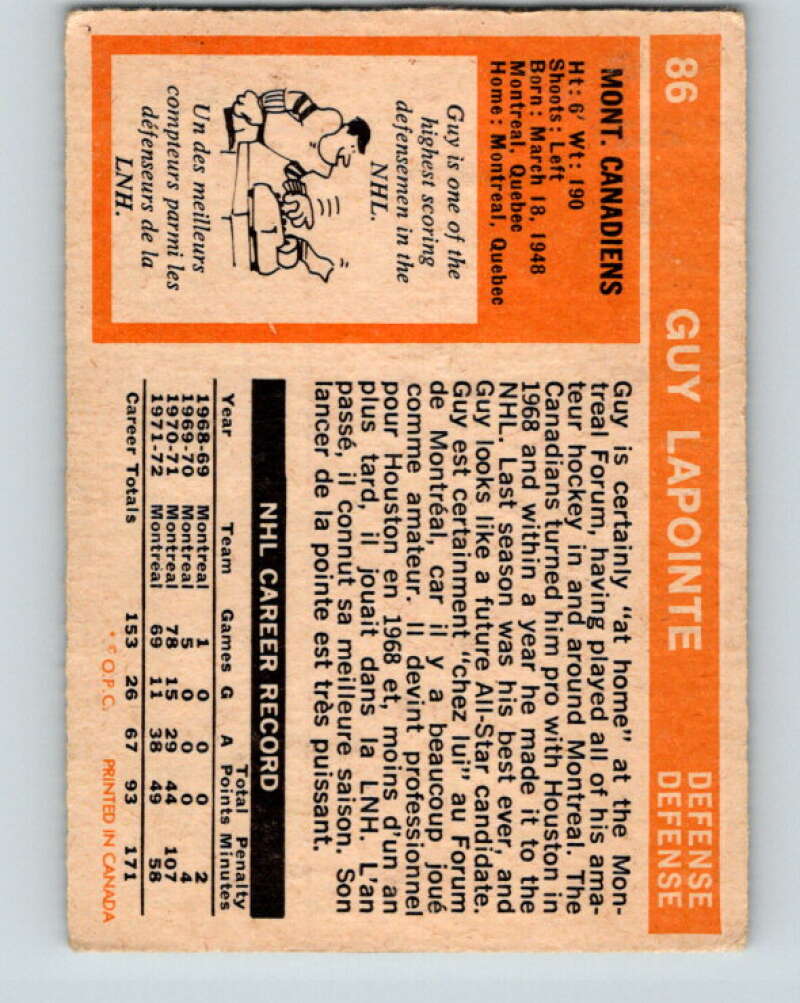 86 GUY LAPOINTE DEFENSE
DEFENSE
MONT. CANADIENS
Ht: 6' Wt: 190
Shoots: Left
Born: March 18, 1948
Montreal, Quebec
Home: Montreal, Quebec
Guy is one of the
highest scoring
defensemen in the
NHL.
Un des meilleurs
compteurs parmi les
défenseurs de la
LNH.
Guy is certainly "at home" at the Mon-
treal Forum, having played all of his ama-
teur hockey in and around Montreal. The
Canadians turned him pro with Houston in
1968 and within a year he made it to the
NHL. Last season was his best ever, and
Guy looks like a future All-Star candidate.
Guy est certainment "chez lui" au Forum
de Montréal, car il y a beaucoup joué
comme amateur. Il devint professionnel
pour Houston en 1968 et, moins d'un an
plus tard, il jouait dans la LNH. L'an
passé, il connut sa meilleure saison. Son
lancer de la pointe est très puissant.
NHL CAREER RECORD
Total Penalty
Year Team Games G A Points Minutes
1968-69 Montreal 1 0 0 0 2
1969-70 Montreal 5 0 0 0 4
1970-71 Montreal 78 15 29 44 107
1971-72 Montreal 69 11 38 49 58
Career Totals 153 26 67 93 171
* © O.P.C. PRINTED IN CANADA